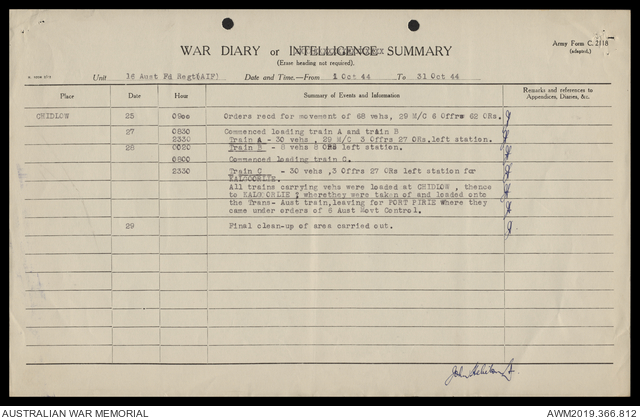 Army Form C. 2118
(adapted.)
WAR DIARY or INTELLIGENCE SUMMARY
(Erase heading not required).
Unit 16 Aust Fd Regt(AIF) Date and Time.—From 1 Oct 44 To 31 Oct 44
Place Date Hour Summary of Events and Information Remarks and references to
Appendices, Diaries, &c.
CHIDLOW 25 0900 Orders recd for movement of 68 vehs, 29 M/C 6 Offrs 62 ORs.
27 0830 Commenced loading train A and train B
2330 Train A - 30 vehs , 29 M/C 3 Offrs 27 ORs, left station.
28 0020 Train B - 8 vehs 8 ORs left station.
0800 Commenced loading train C.
2330 Train C - 30 vehs ,3 Offrs 27 ORs left station for
KALGOORLIE.
All trains carrying vehs were loaded at CHIDLOW , thence
to KALGOORLIE ; wherethey were taken of and loaded onto
the Trans- Aust train,leaving for PORT PIRIE Where they
came under orders of 6 Aust Movt Control.
29 Final clean-up of area carried out.
AUSTRALIAN WAR MEMORIAL AWM2019.366.812